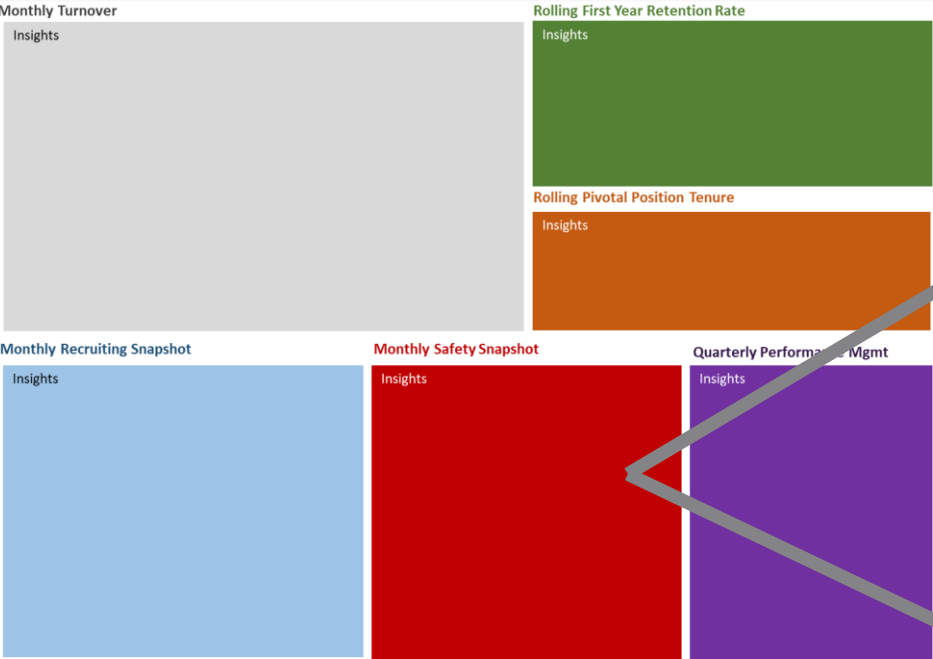 Monthly Turnover
Insights
Rolling First Year Retention Rate
Insights
Rolling Pivotal Position Tenure
Insights
Monthly Recruiting Snapshot
Insights
Monthly Safety Snapshot
Insights
Quarterly Performance Mgmt
Insights